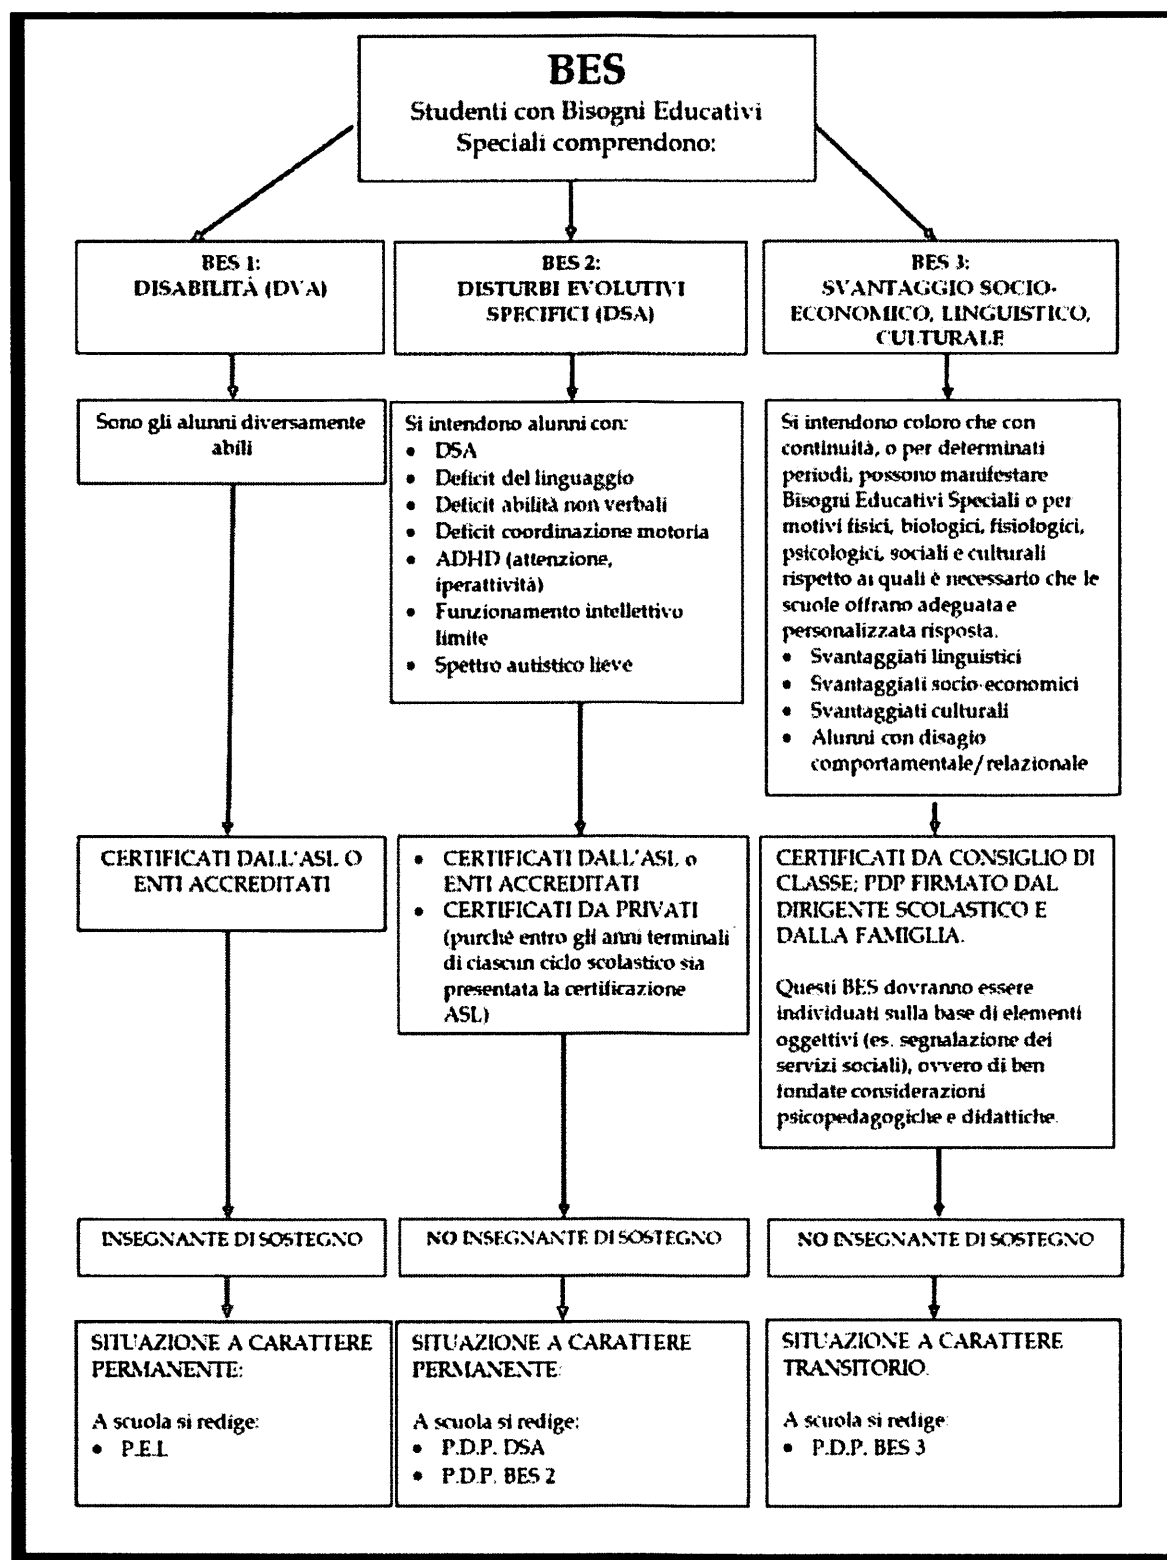 BES
Studenti con Bisogni Educativi
Speciali comprendono:
BES 1:
DISABILITÀ (DVA)
BES 2:
DISTURBI EVOLUTIVI
SPECIFICI (DSA)
BES 3:
SVANTAGGIO SOCIO-
ECONOMICO, LINGUISTICO,
CULTURALE
Sono gli alunni diversamente
abili
Si intendono alunni con:
• DSA
• Deficit del linguaggio
• Deficit abilità non verbali
• Deficit coordinazione motoria
• ADHD (attenzione,
iperattività)
• Funzionamento intellettivo
limite
• Spettro autistico lieve
Si intendono coloro che con
continuità, o per determinati
periodi, possono manifestare
Bisogni Educativi Speciali o per
motivi fisici, biologici, fisiologici,
psicologici, sociali e culturali
rispetto ai quali è necessario che le
scuole offrano adeguata e
personalizzata risposta.
• Svantaggiati linguistici
• Svantaggiati socio-economici
• Svantaggiati culturali
• Alunni con disagio
comportamentale/relazionale
CERTIFICATI DALL'ASL O
ENTI ACCREDITATI
• CERTIFICATI DALL'ASL o
ENTI ACCREDITATI
• CERTIFICATI DA PRIVATI
(purché entro gli anni terminali
di ciascun ciclo scolastico sia
presentata la certificazione
ASL)
CERTIFICATI DA CONSIGLIO DI
CLASSE; PDP FIRMATO DAL
DIRIGENTE SCOLASTICO E
DALLA FAMIGLIA.
Questi BES dovranno essere
individuati sulla base di elementi
oggettivi (es. segnalazione dei
servizi sociali), ovvero di ben
fondate considerazioni
psicopedagogiche e didattiche.
INSEGNANTE DI SOSTEGNO
NO INSEGNANTE DI SOSTEGNO
NO INSEGNANTE DI SOSTEGNO
SITUAZIONE A CARATTERE
PERMANENTE:
A scuola si redige:
• P.E.I.
SITUAZIONE A CARATTERE
PERMANENTE:
A scuola si redige:
• P.D.P. DSA
• P.D.P. BES 2
SITUAZIONE A CARATTERE
TRANSITORIO.
A scuola si redige:
• P.D.P. BES 3